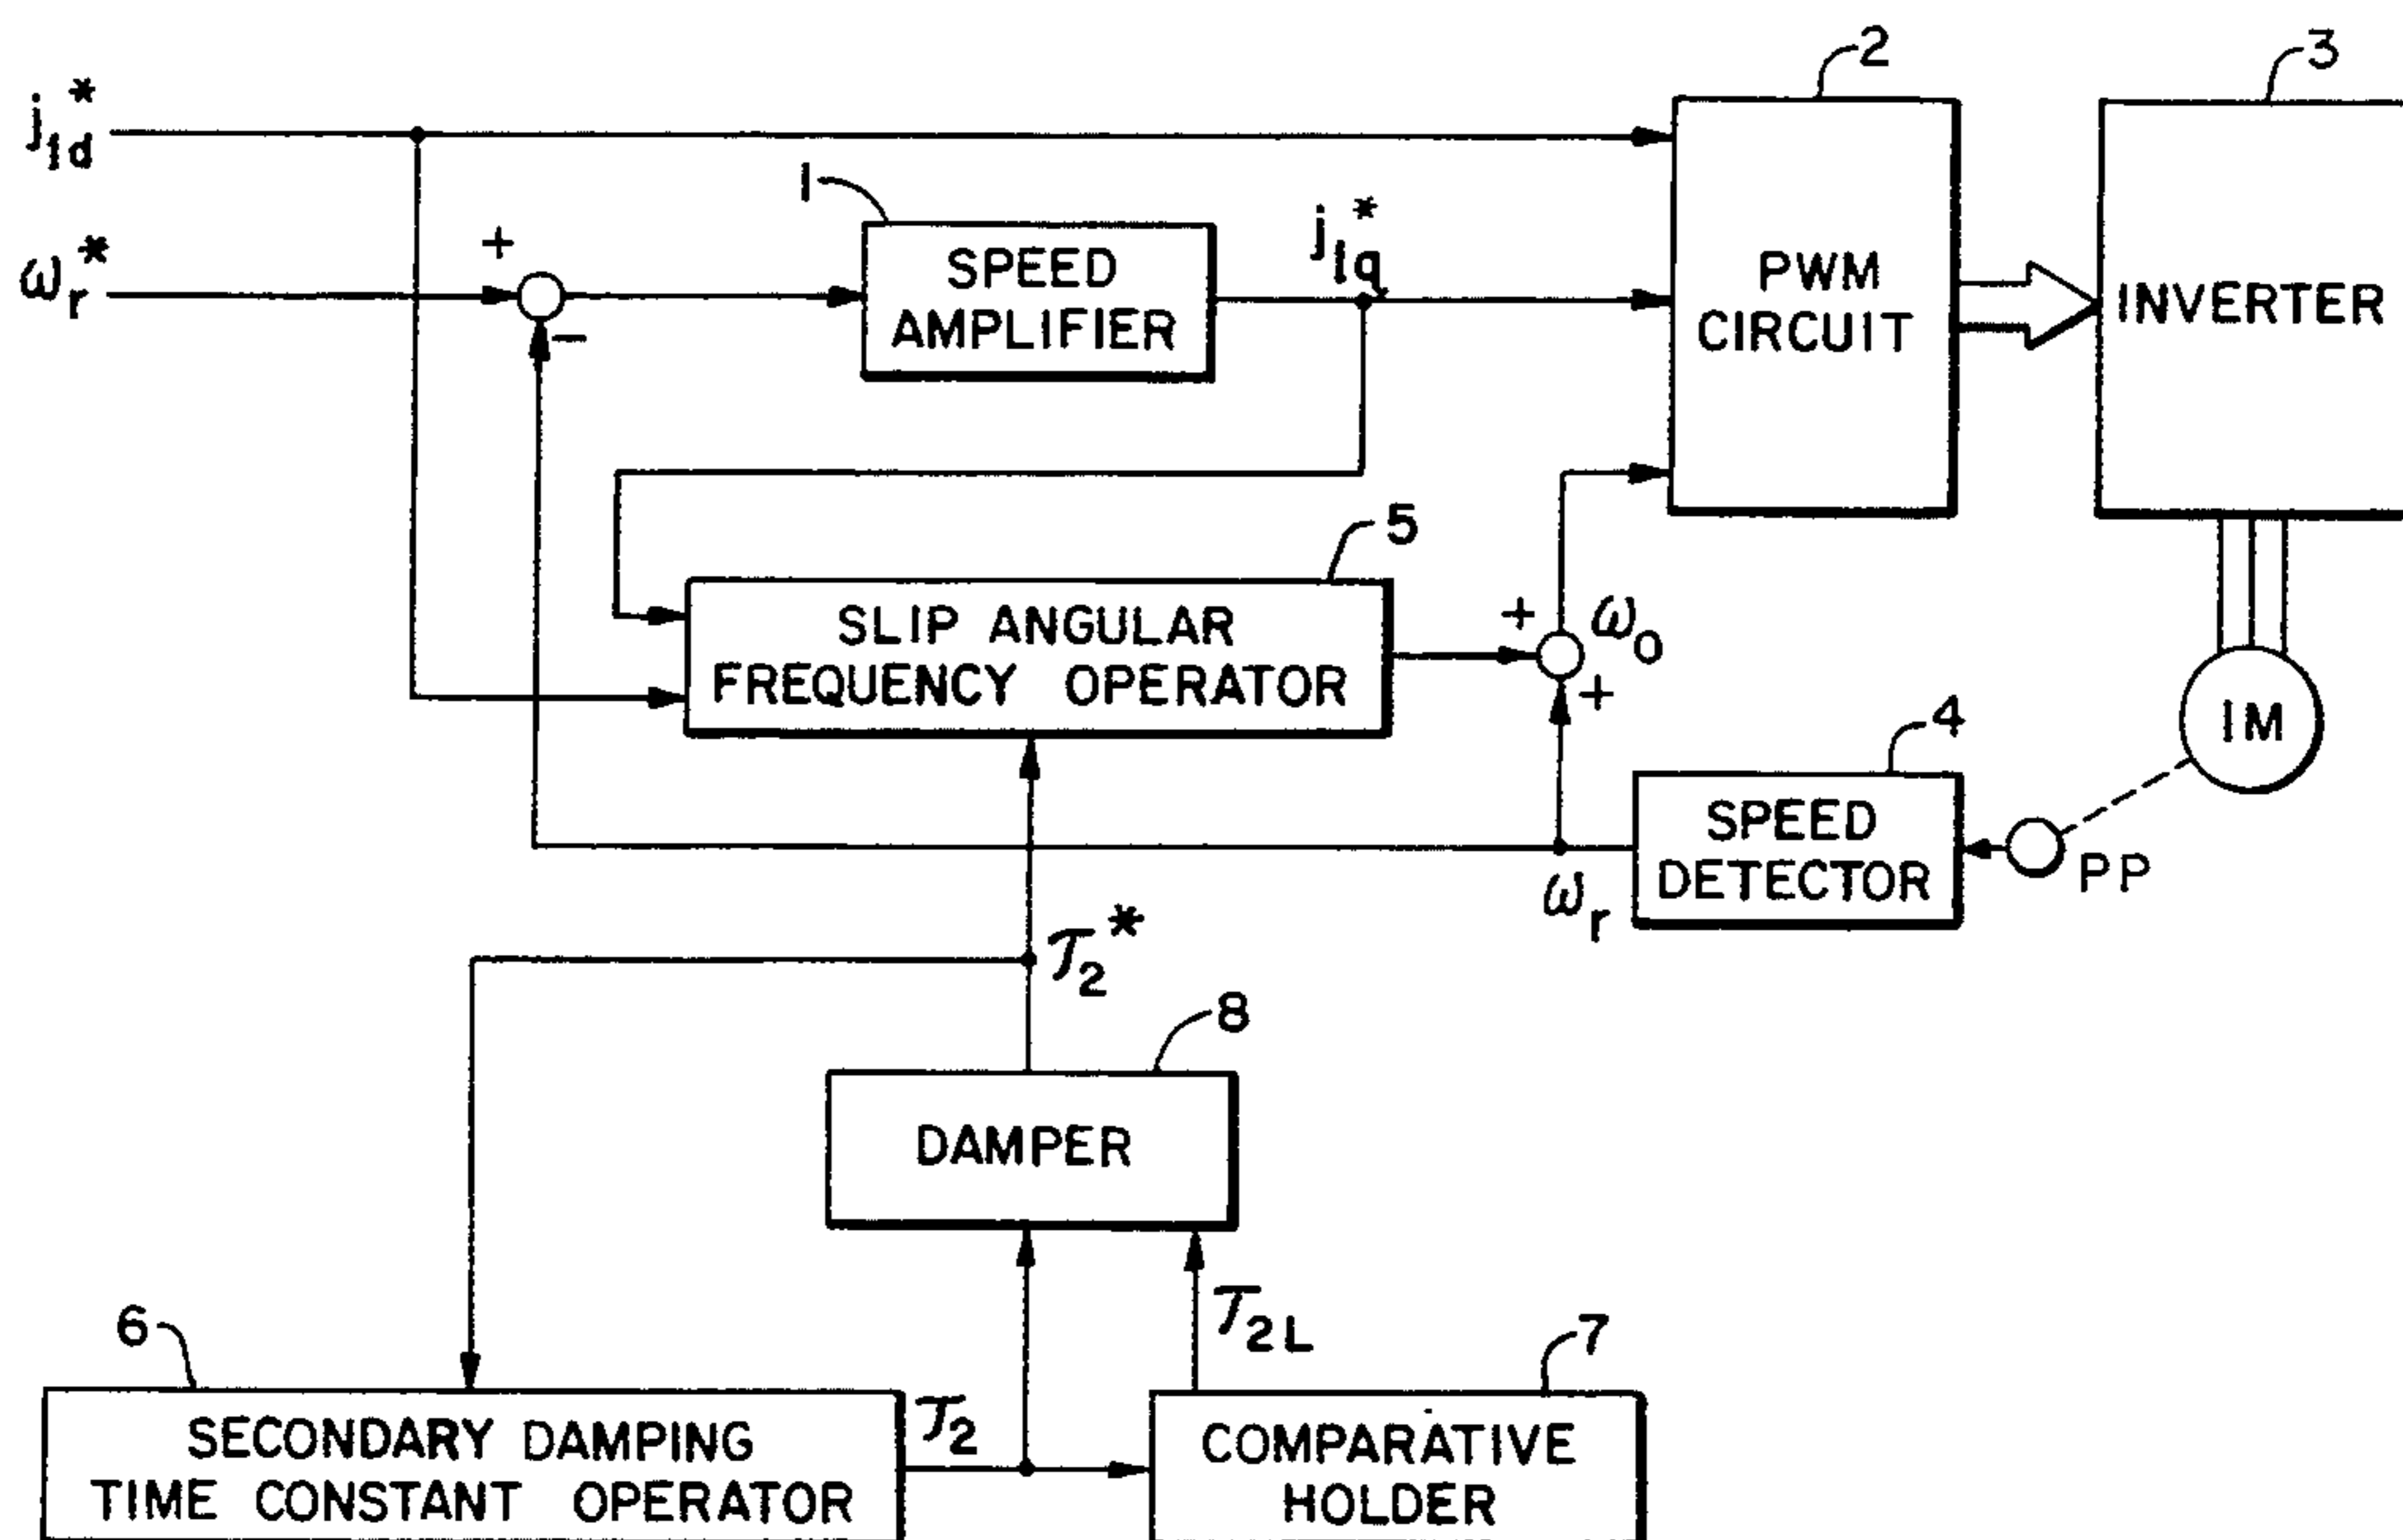 2
3
j₁d*
1
ωr*
+
−
SPEED
AMPLIFIER
j₁q*
PWM
CIRCUIT
INVERTER
5
SLIP ANGULAR
FREQUENCY OPERATOR
+
ω₀
+
4
IM
SPEED
DETECTOR
PP
ωr
τ₂*
8
DAMPER
6
τ₂L
7
SECONDARY DAMPING
TIME CONSTANT OPERATOR
τ₂
COMPARATIVE
HOLDER